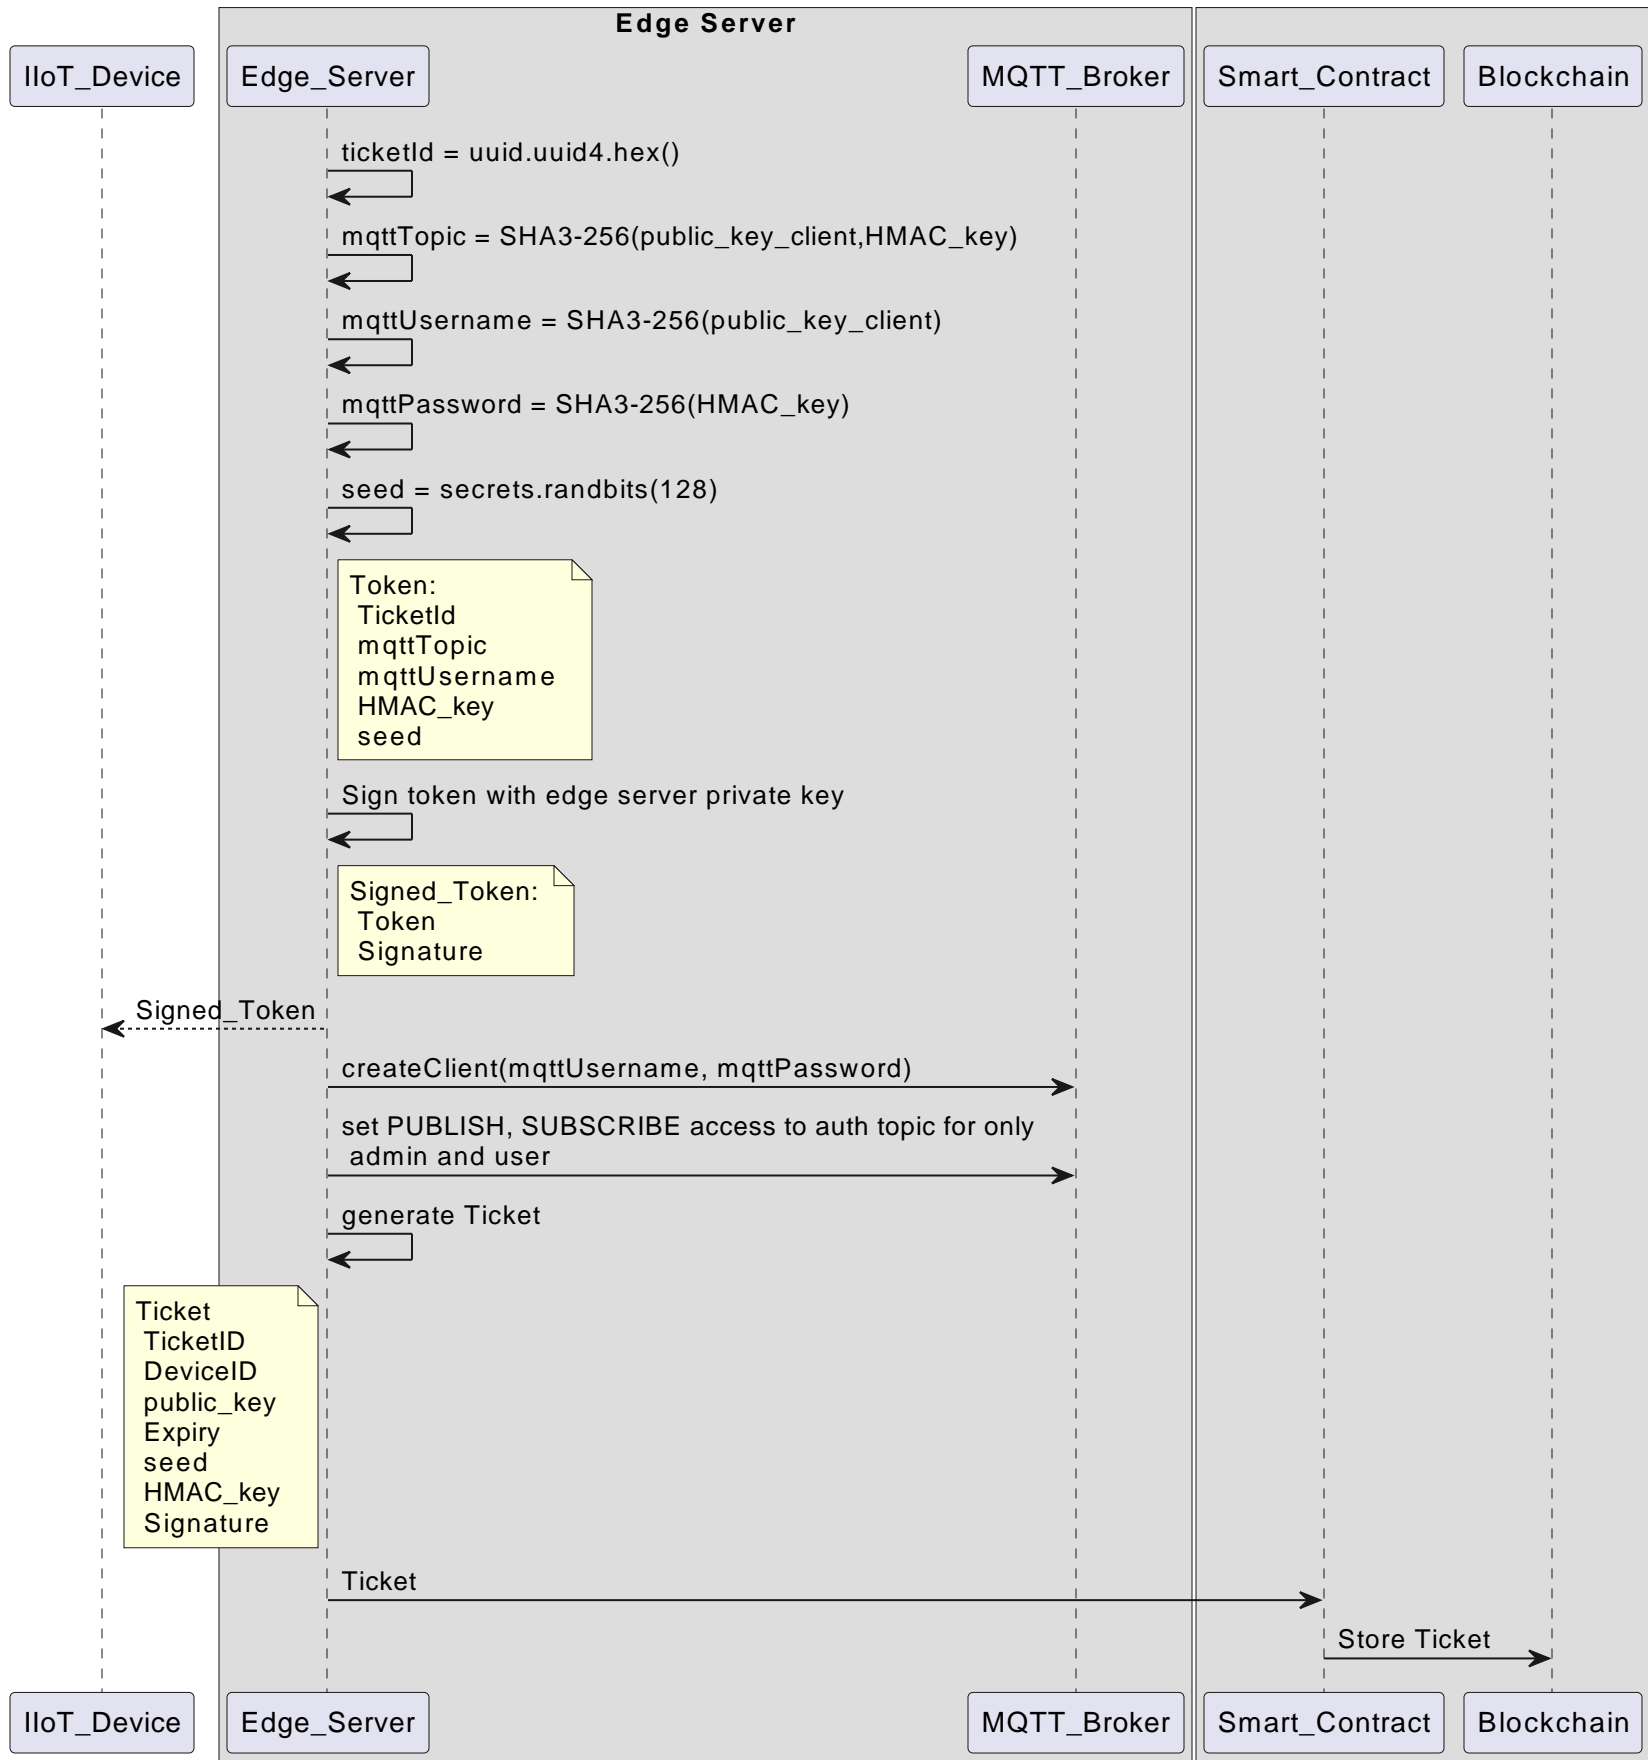 Edge Server
IIoT_Device
Edge_Server
MQTT_Broker
Smart_Contract
Blockchain
ticketId = uuid.uuid4.hex()
mqttTopic = SHA3-256(public_key_client,HMAC_key)
mqttUsername = SHA3-256(public_key_client)
mqttPassword = SHA3-256(HMAC_key)
seed = secrets.randbits(128)
Token:
TicketId
mqttTopic
mqttUsername
HMAC_key
seed
Sign token with edge server private key
Signed_Token:
Token
Signature
Signed_Token
createClient(mqttUsername, mqttPassword)
set PUBLISH, SUBSCRIBE access to auth topic for only
admin and user
generate Ticket
Ticket
TicketID
DeviceID
public_key
Expiry
seed
HMAC_key
Signature
Ticket
Store Ticket
IIoT_Device
Edge_Server
MQTT_Broker
Smart_Contract
Blockchain